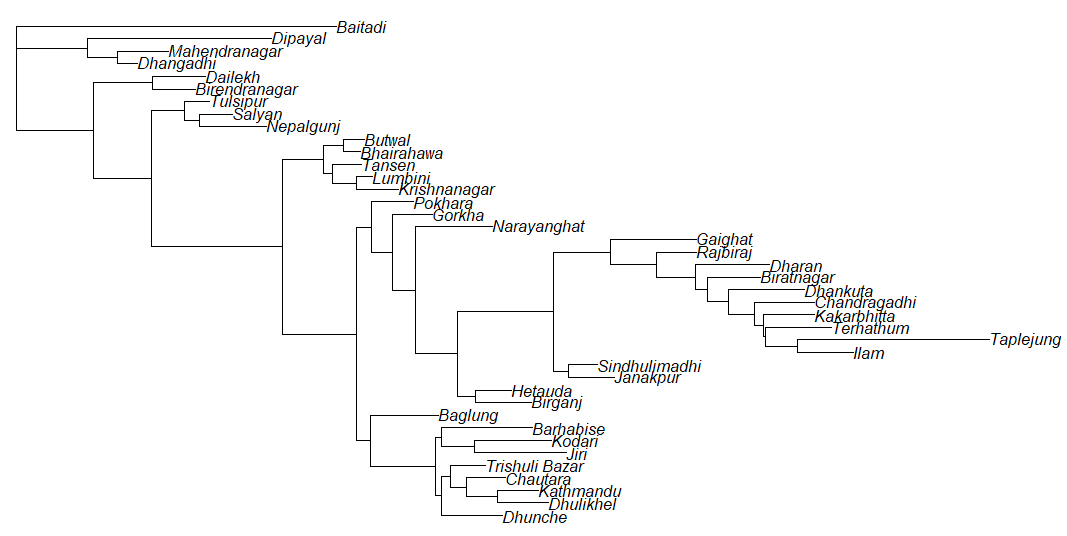 Baitadi
Dipayal
Mahendranagar
Dhangadhi
Dailekh
Birendranagar
Tulsipur
Salyan
Nepalgunj
Butwal
Bhairahawa
Tansen
Lumbini
Krishnanagar
Pokhara
Gorkha
Narayanghat
Gaighat
Rajbiraj
Dharan
Biratnagar
Dhankuta
Chandragadhi
Kakarbhitta
Terhathum
Taplejung
Ilam
Sindhulimadhi
Janakpur
Hetauda
Birganj
Baglung
Barhabise
Kodari
Jiri
Trishuli Bazar
Chautara
Kathmandu
Dhulikhel
Dhunche